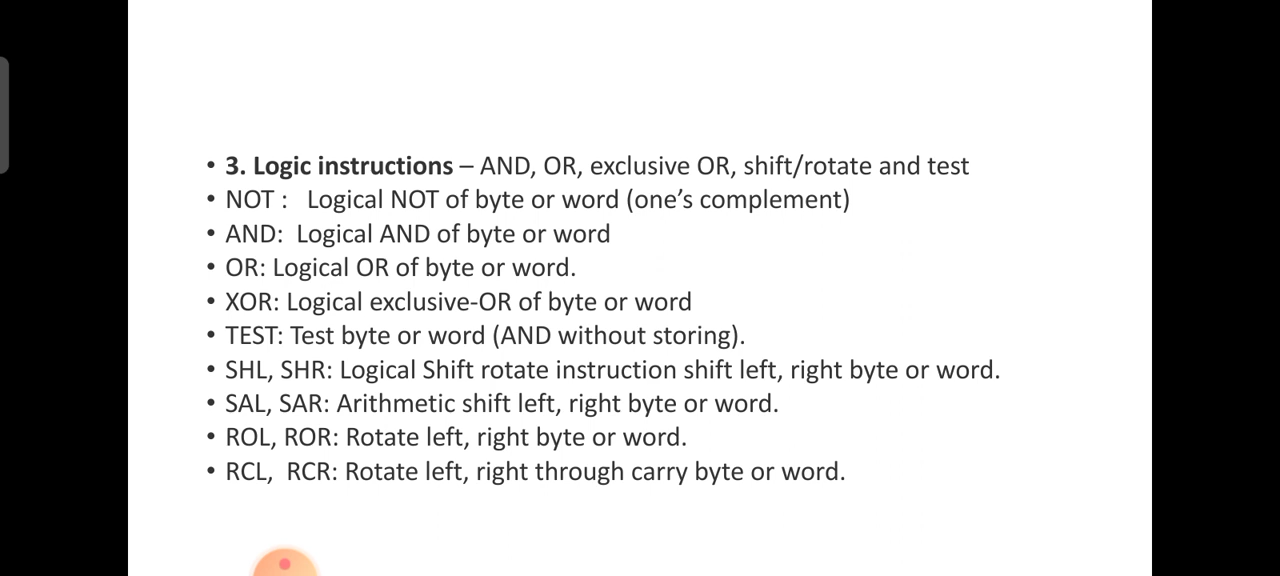 • 3. Logic instructions – AND, OR, exclusive OR, shift/rotate and test
• NOT :   Logical NOT of byte or word (one’s complement)
• AND:  Logical AND of byte or word
• OR: Logical OR of byte or word.
• XOR: Logical exclusive-OR of byte or word
• TEST: Test byte or word (AND without storing).
• SHL, SHR: Logical Shift rotate instruction shift left, right byte or word.
• SAL, SAR: Arithmetic shift left, right byte or word.
• ROL, ROR: Rotate left, right byte or word.
• RCL,  RCR: Rotate left, right through carry byte or word.